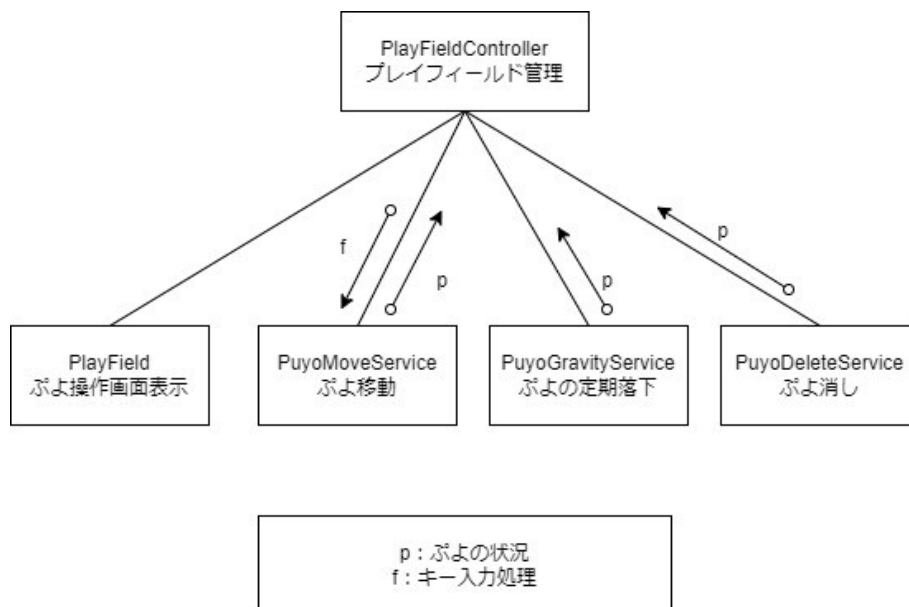 PlayFieldController
プレイフィールド管理
f
p
p
p
PlayField
ぷよ操作画面表示
PuyoMoveService
ぷよ移動
PuyoGravityService
ぷよの定期落下
PuyoDeleteService
ぷよ消し
p：ぷよの状況
f：キー入力処理